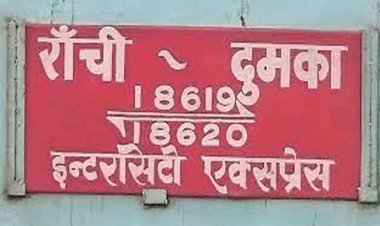 राँची ~ दुमका
18619
18620
इन्टरसिटी एक्सप्रेस